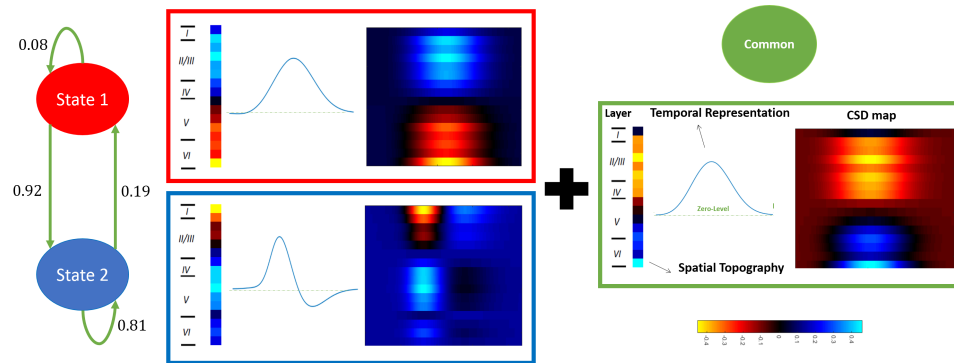 0.08
State 1
0.92
0.19
State 2
0.81
I
II/III
IV
V
VI
I
II/III
IV
V
VI
Common
Layer
Temporal Representation
CSD map
I
II/III
IV
V
VI
Zero-Level
I
Spatial Topography
-0.4
-0.3
-0.2
-0.1
0
0.1
0.2
0.3
0.4